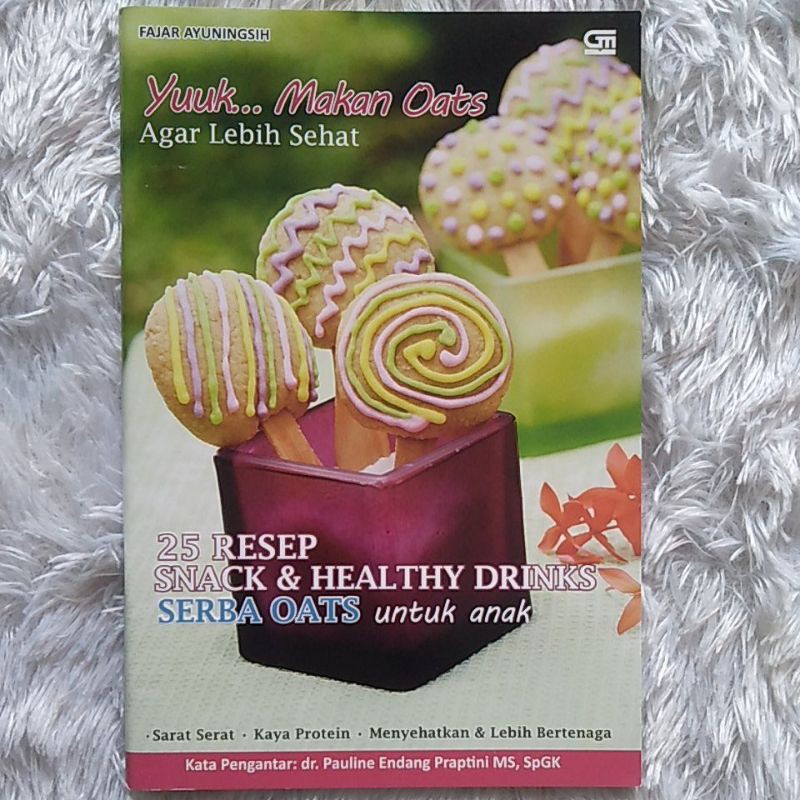 FAJAR AYUNINGSIH
Yuuk... Makan Oats
Agar Lebih Sehat
25 RESEP
SNACK & HEALTHY DRINKS
SERBA OATS untuk anak
· Sarat Serat · Kaya Protein · Menyehatkan & Lebih Bertenaga
Kata Pengantar: dr. Pauline Endang Praptini MS, SpGK